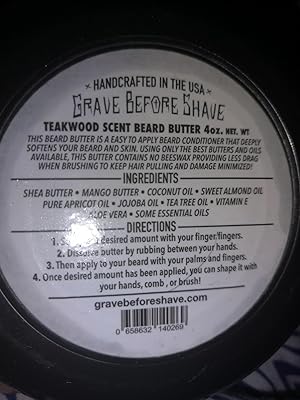 HANDCRAFTED IN THE USA
GRAVE BEFORE SHAVE
TEAKWOOD SCENT BEARD BUTTER 4oz. NET. WT
THIS BEARD BUTTER IS A EASY TO APPLY BEARD CONDITIONER THAT DEEPLY
SOFTENS YOUR BEARD AND SKIN. USING ONLY THE BEST BUTTERS AND OILS
AVAILABLE, THIS BUTTER CONTAINS NO BEESWAX PROVIDING LESS DRAG
WHEN BRUSHING TO KEEP HAIR PULLING AND DAMAGE MINIMIZED!
INGREDIENTS
SHEA BUTTER • MANGO BUTTER • COCONUT OIL • SWEET ALMOND OIL
PURE APRICOT OIL • JOJOBA OIL • TEA TREE OIL • VITAMIN E
ALOE VERA • SOME ESSENTIAL OILS
DIRECTIONS
1. desired amount with your finger/fingers.
2. Dissolve butter by rubbing between your hands.
3. Then apply to your beard with your palms and fingers.
4. Once desired amount has been applied, you can shape it with
your hands, comb , or brush!
gravebeforeshave.com
0 658632 140269